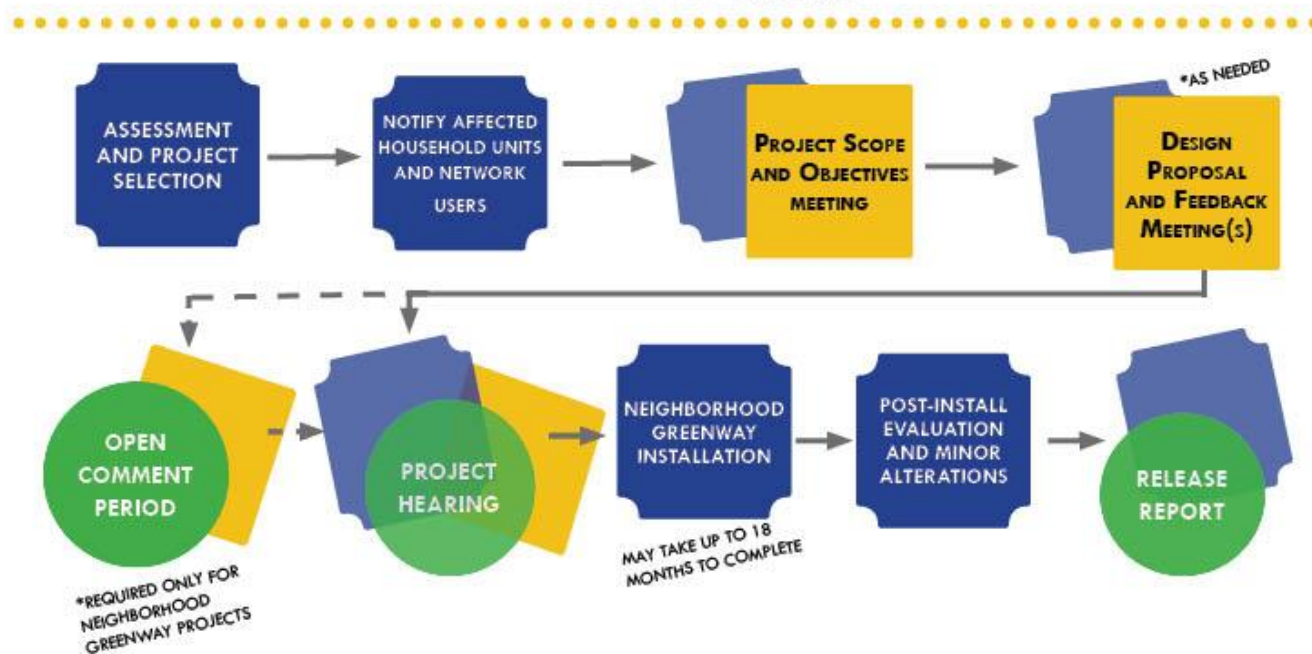 ASSESSMENT
AND PROJECT
SELECTION
NOTIFY AFFECTED
HOUSEHOLD UNITS
AND NETWORK
USERS
PROJECT SCOPE
AND OBJECTIVES
MEETING
*AS NEEDED
DESIGN
PROPOSAL
AND FEEDBACK
MEETING(S)
OPEN
COMMENT
PERIOD
*REQUIRED ONLY FOR
NEIGHBORHOOD
GREENWAY PROJECTS
PROJECT
HEARING
NEIGHBORHOOD
GREENWAY
INSTALLATION
MAY TAKE UP TO 18
MONTHS TO COMPLETE
POST-INSTALL
EVALUATION
AND MINOR
ALTERATIONS
RELEASE
REPORT